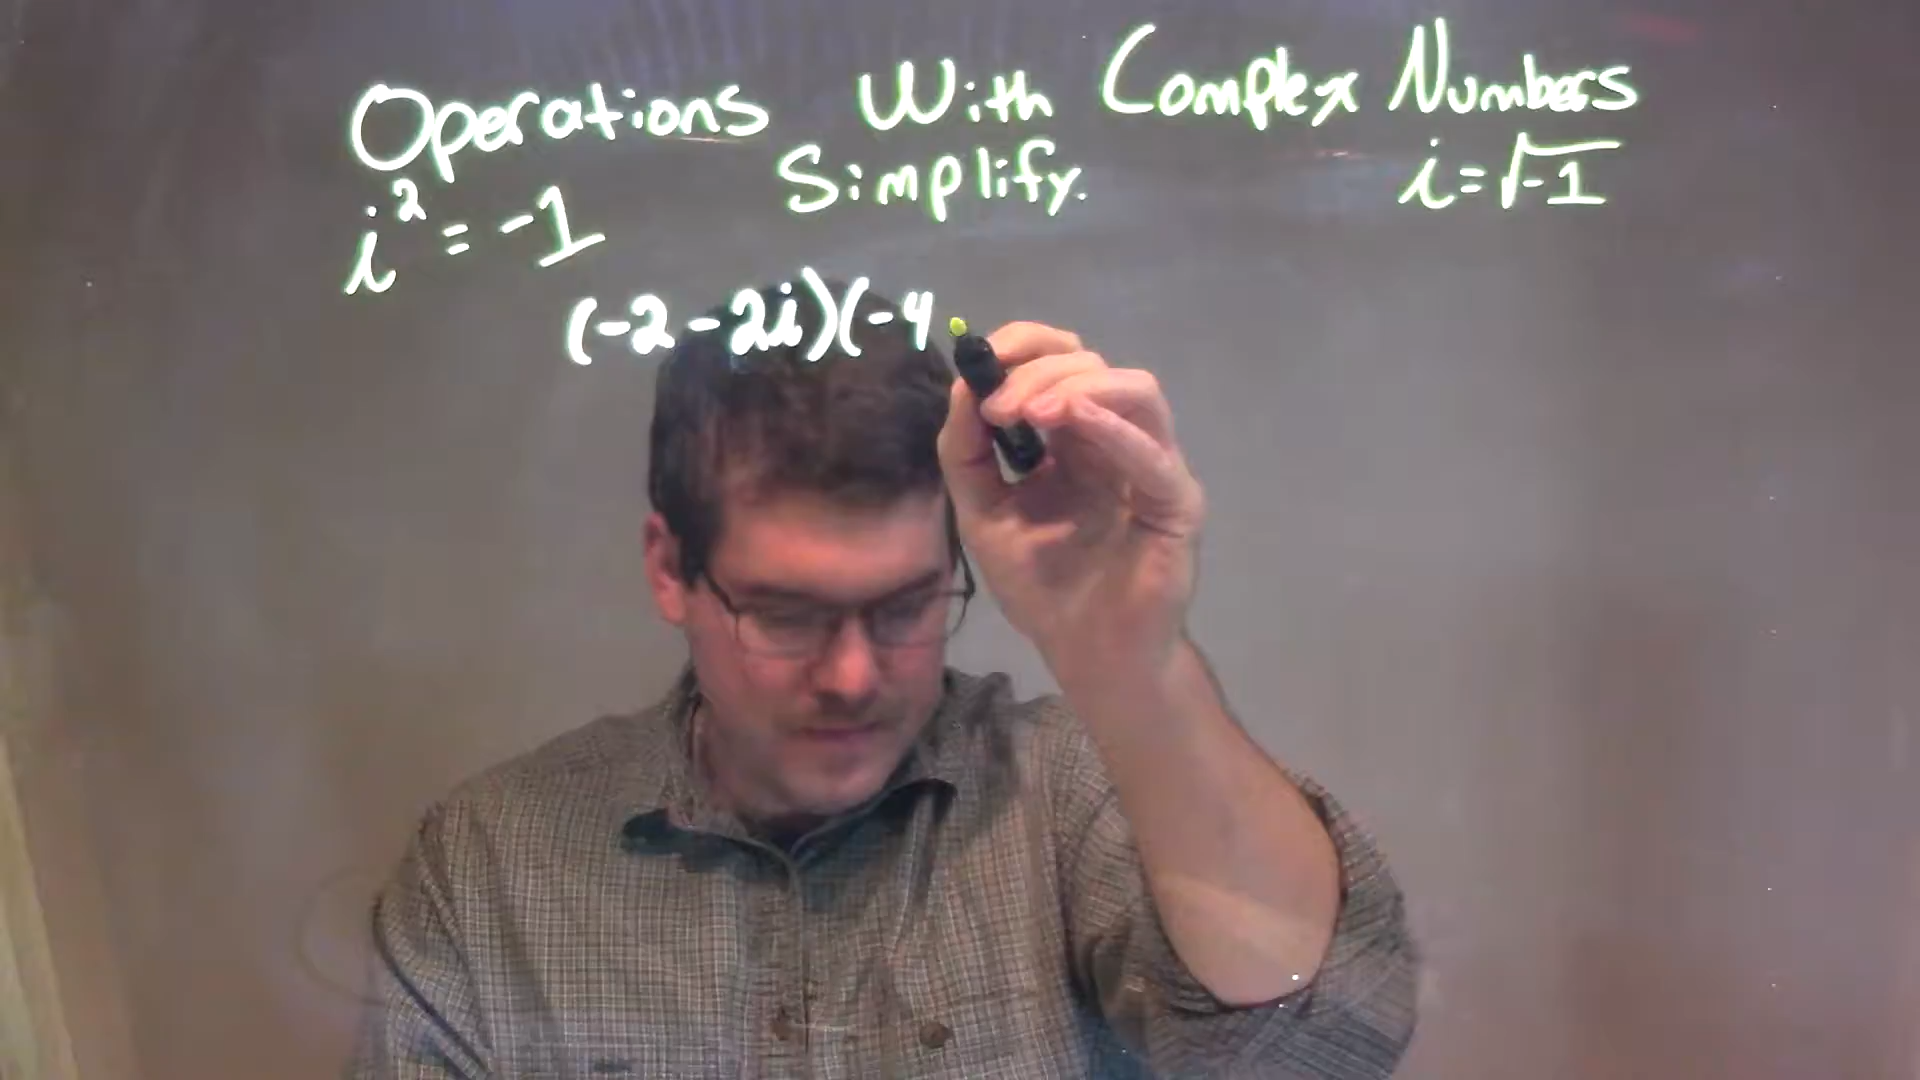 Operations With Complex Numbers
Simplify.
i = √-1
i² = -1
(-2-2i)(-4